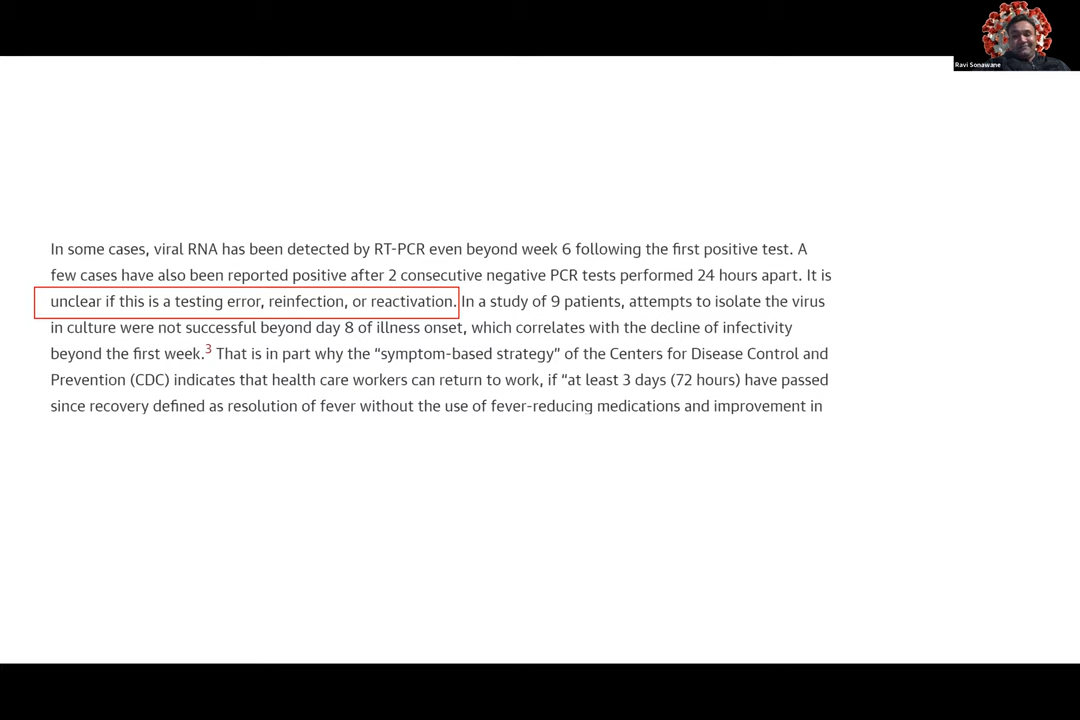 Ravi Sonawane
In some cases, viral RNA has been detected by RT-PCR even beyond week 6 following the first positive test. A
few cases have also been reported positive after 2 consecutive negative PCR tests performed 24 hours apart. It is
unclear if this is a testing error, reinfection, or reactivation. In a study of 9 patients, attempts to isolate the virus
in culture were not successful beyond day 8 of illness onset, which correlates with the decline of infectivity
beyond the first week.3 That is in part why the “symptom-based strategy” of the Centers for Disease Control and
Prevention (CDC) indicates that health care workers can return to work, if “at least 3 days (72 hours) have passed
since recovery defined as resolution of fever without the use of fever-reducing medications and improvement in